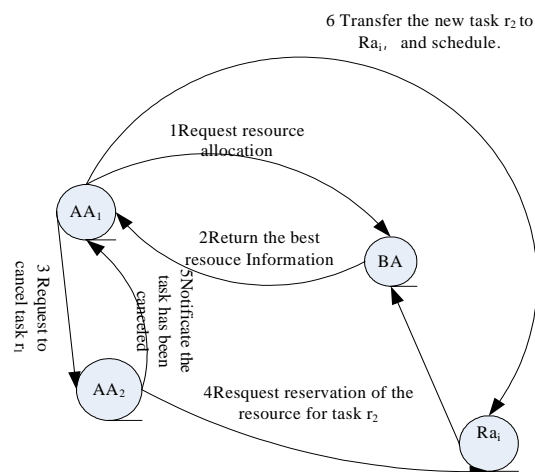 6 Transfer the new task r₂ to
Raᵢ, and schedule.
1Request resource
allocation
AA₁
2Return the best
resouce Information
BA
3 Request to
cancel task r₁
5Notificate the
task has been
canceled
AA₂
4Resquest reservation of the
resource for task r₂
Raᵢ